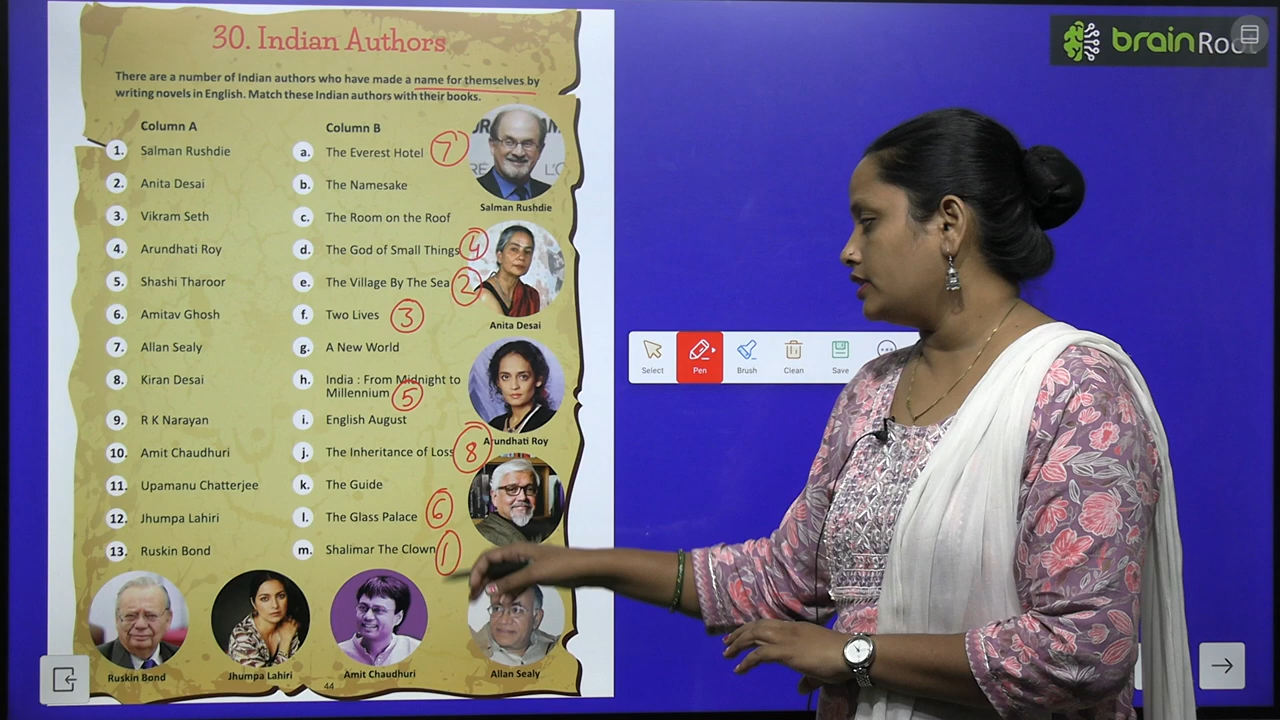 30. Indian Authors
There are a number of Indian authors who have made a name for themselves by
writing novels in English. Match these Indian authors with their books.
Column A Column B
1. Salman Rushdie a. The Everest Hotel 7
2. Anita Desai b. The Namesake
3. Vikram Seth c. The Room on the Roof
4. Arundhati Roy d. The God of Small Things 4
5. Shashi Tharoor e. The Village By The Sea 2
6. Amitav Ghosh f. Two Lives 3
7. Allan Sealy g. A New World
8. Kiran Desai h. India : From Midnight to
Millennium 5
9. R K Narayan i. English August
10. Amit Chaudhuri j. The Inheritance of Loss 8
11. Upamanu Chatterjee k. The Guide
12. Jhumpa Lahiri l. The Glass Palace 6
13. Ruskin Bond m. Shalimar The Clown 1
Salman Rushdie
Anita Desai
Arundhati Roy
Ruskin Bond Jhumpa Lahiri Amit Chaudhuri Allan Sealy
44
Select Pen Brush Clean Save
brainRoot